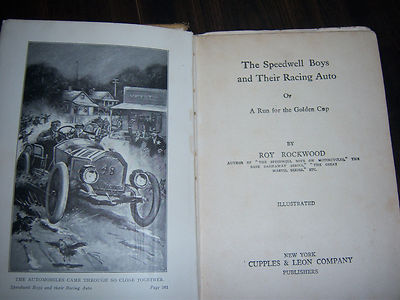 THE AUTOMOBILES CAME THROUGH SO CLOSE TOGETHER.
Speedwell Boys and their Racing Auto
Page
The Speedwell Boys
and Their Racing Auto
Or
A Run for the Golden Cup
BY
ROY ROCKWOOD
AUTHOR OF "THE SPEEDWELL BOYS ON MOTORCYCLES," THE
DAVE DASHAWAY SERIES," "THE GREAT
MARVEL SERIES," ETC.
ILLUSTRATED
NEW YORK
CUPPLES & LEON COMPANY
PUBLISHERS